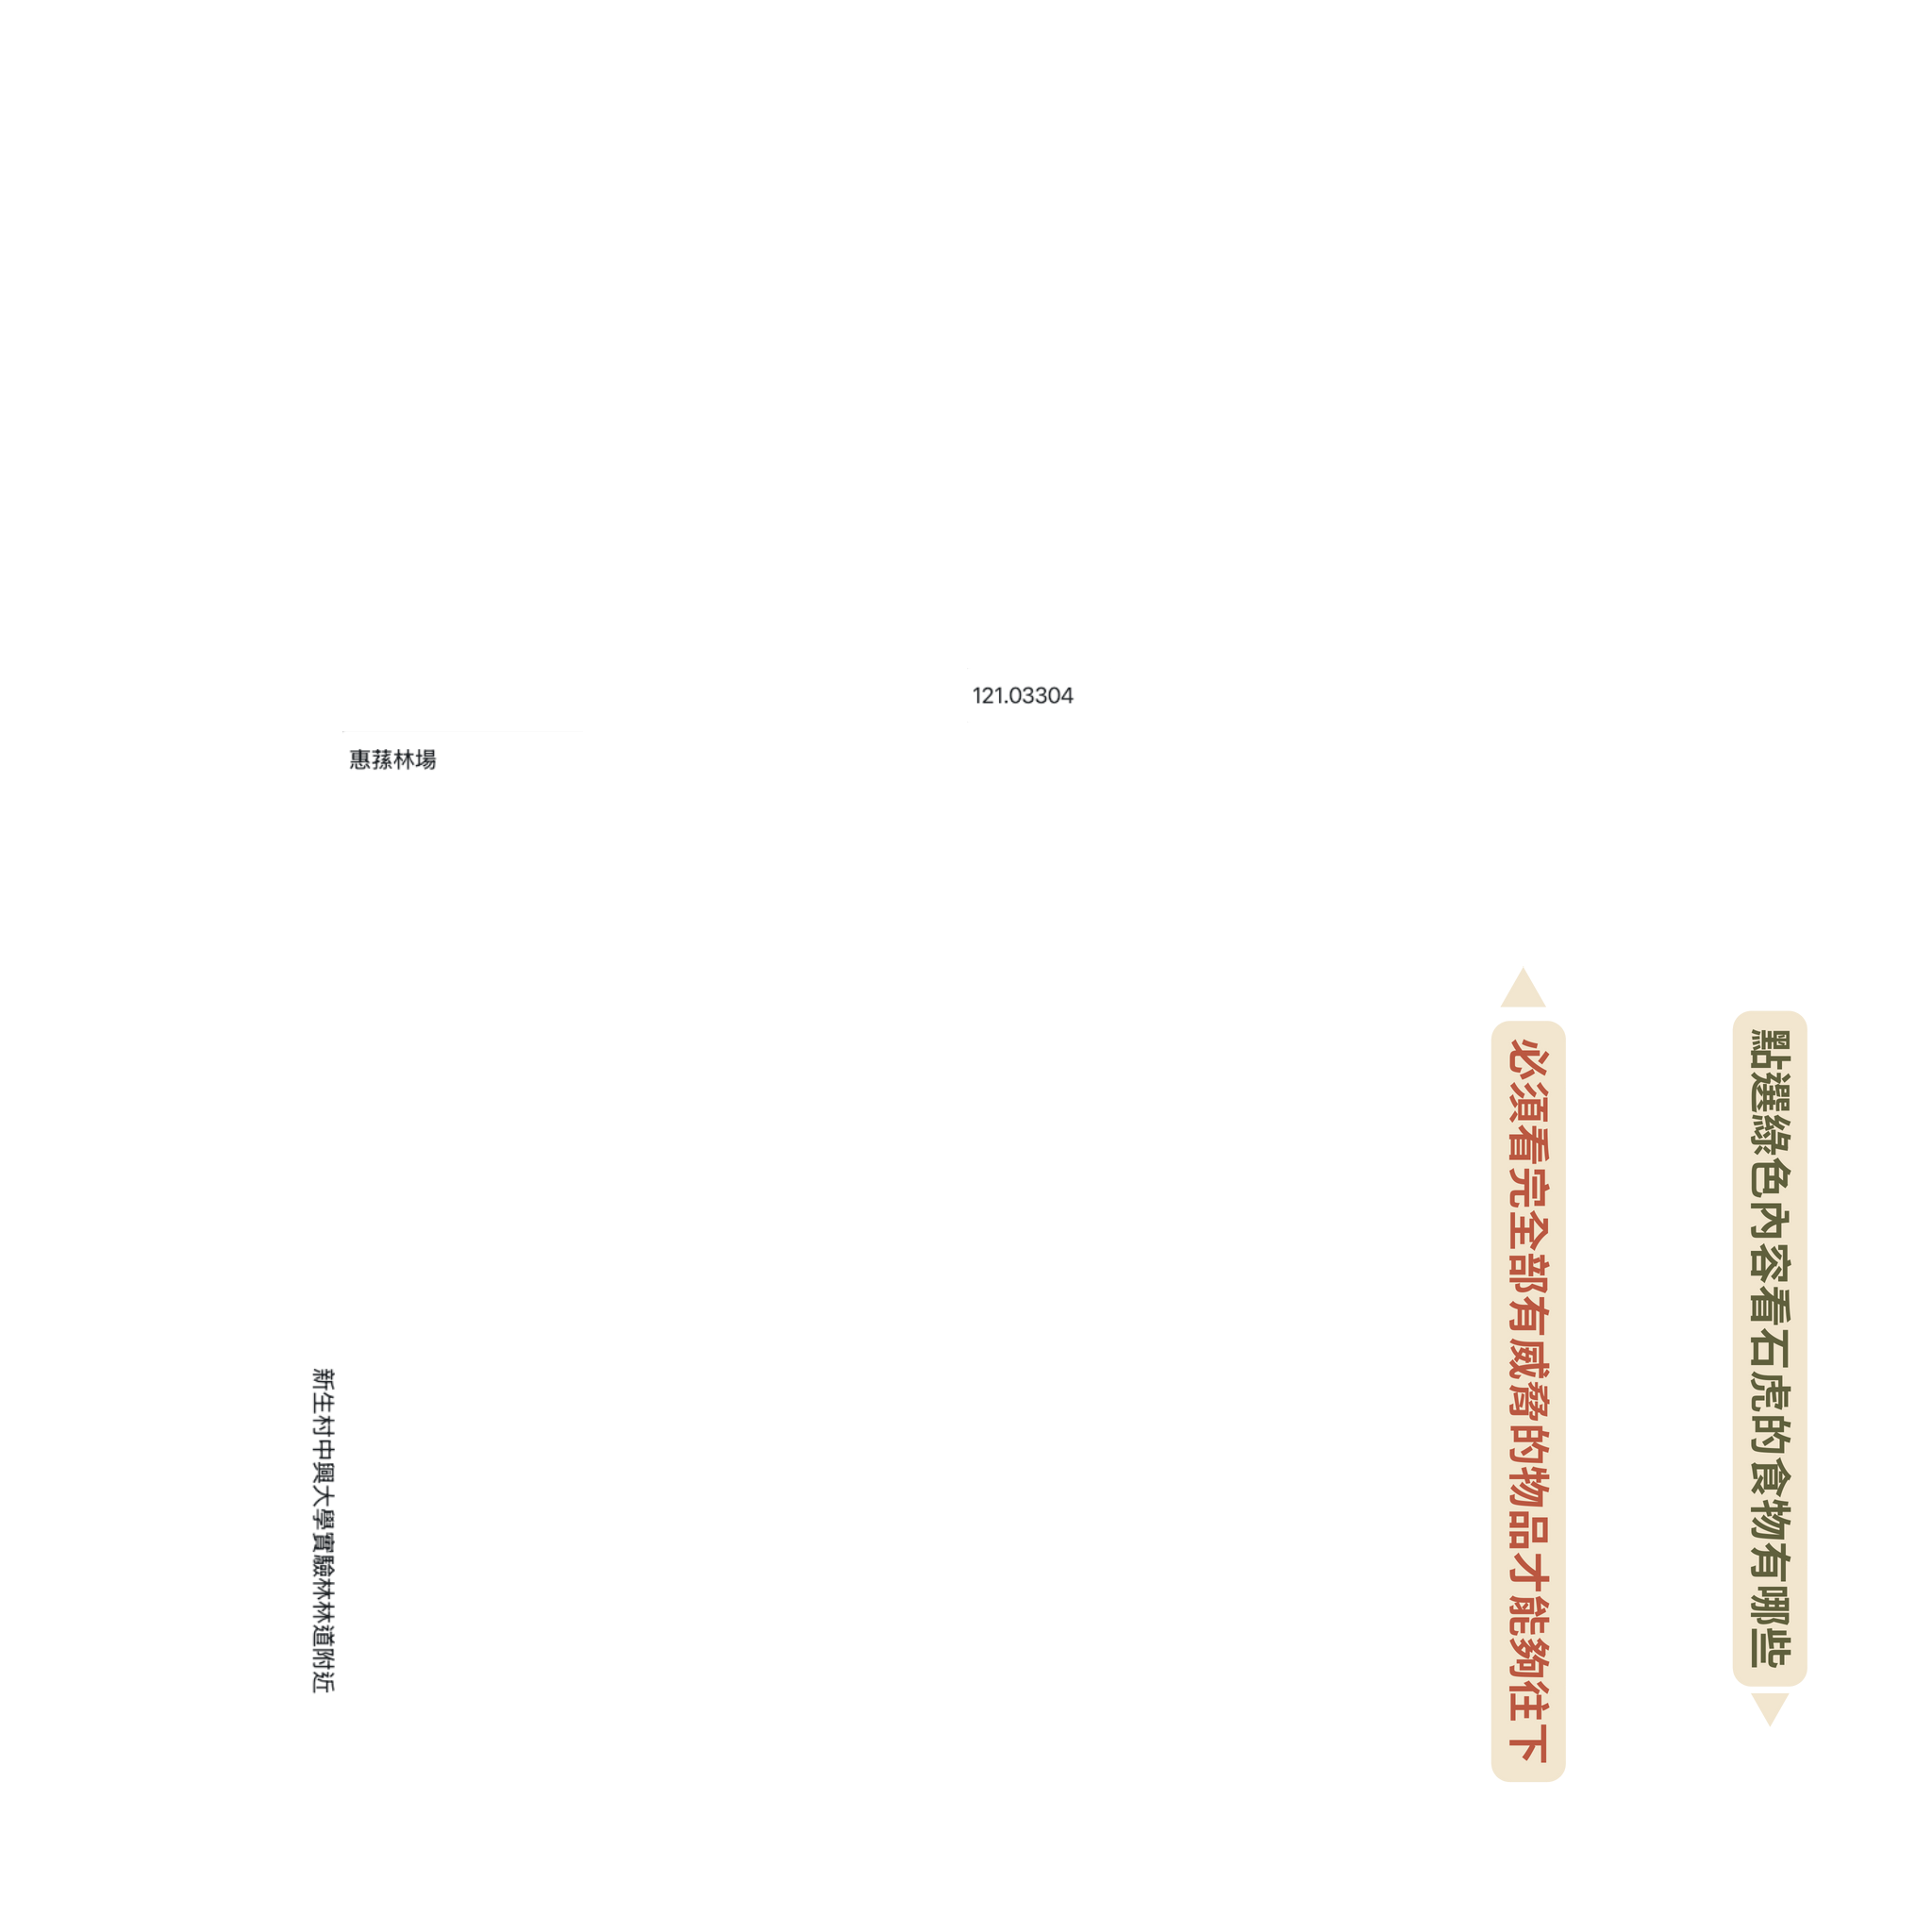 121.03304
惠蓀林場
必須看完全部有威脅的物品才能夠往下
點選綠色內容看石虎的食物有哪些
新生村中興大學實驗林林道附近